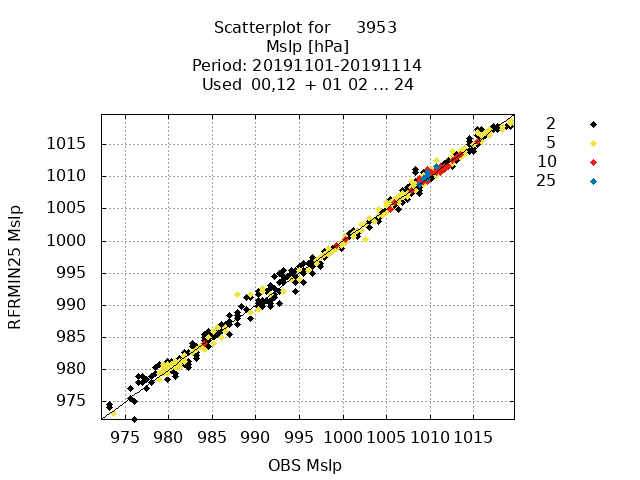 Scatterplot for 3953
Mslp [hPa]
Period: 20191101-20191114
Used 00,12 + 01 02 ... 24
2
5
10
25
1015
1010
1005
1000
995
990
985
980
975
RFRMIN25 Mslp
975 980 985 990 995 1000 1005 1010 1015
OBS Mslp